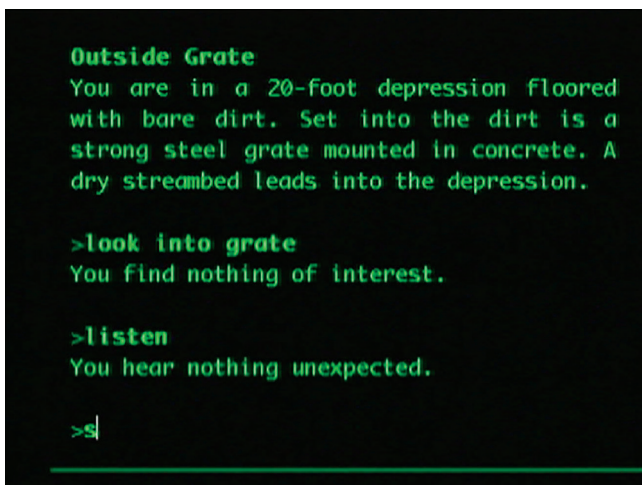 Outside Grate
You are in a 20-foot depression floored
with bare dirt. Set into the dirt is a
strong steel grate mounted in concrete. A
dry streambed leads into the depression.
>look into grate
You find nothing of interest.
>listen
You hear nothing unexpected.
>s